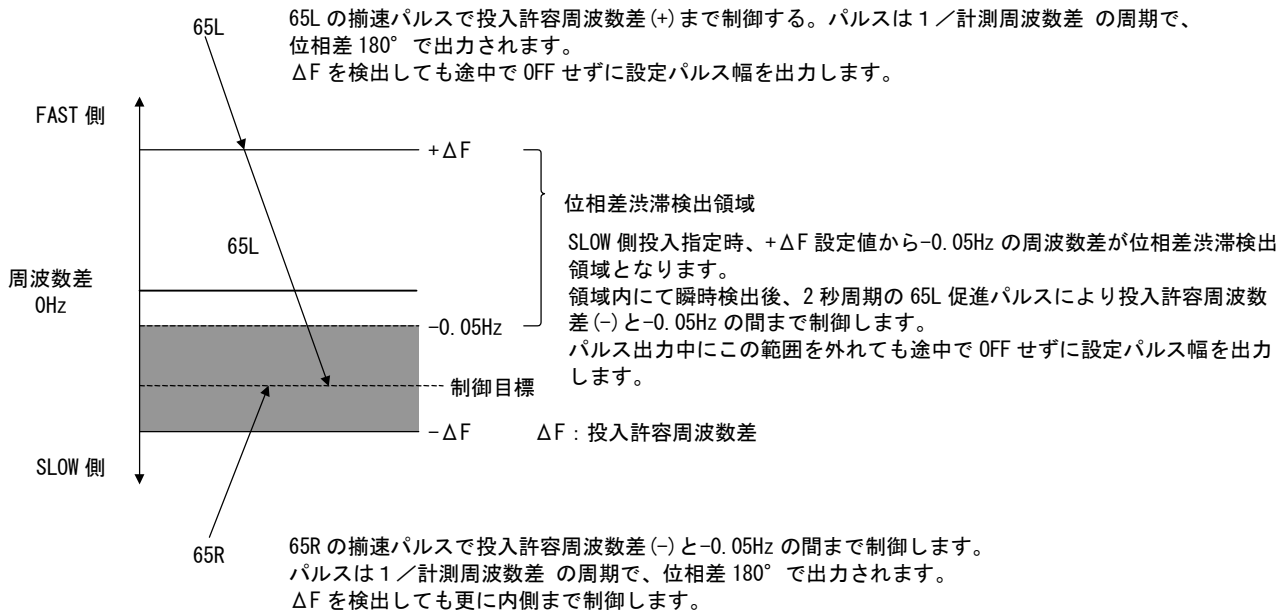 65L
65L の揃速パルスで投入許容周波数差(+)まで制御する。パルスは１／計測周波数差 の周期で、
位相差 180° で出力されます。
ΔF を検出しても途中で OFF せずに設定パルス幅を出力します。
FAST 側
+ΔF
位相差渋滞検出領域
SLOW 側投入指定時、+ΔF 設定値から-0.05Hz の周波数差が位相差渋滞検出
領域となります。
領域内にて瞬時検出後、2 秒周期の 65L 促進パルスにより投入許容周波数
差(-)と-0.05Hz の間まで制御します。
パルス出力中にこの範囲を外れても途中で OFF せずに設定パルス幅を出力
します。
65L
周波数差
0Hz
-0.05Hz
制御目標
-ΔF
ΔF：投入許容周波数差
SLOW 側
65R
65R の揃速パルスで投入許容周波数差(-)と-0.05Hz の間まで制御します。
パルスは１／計測周波数差 の周期で、位相差 180° で出力されます。
ΔF を検出しても更に内側まで制御します。